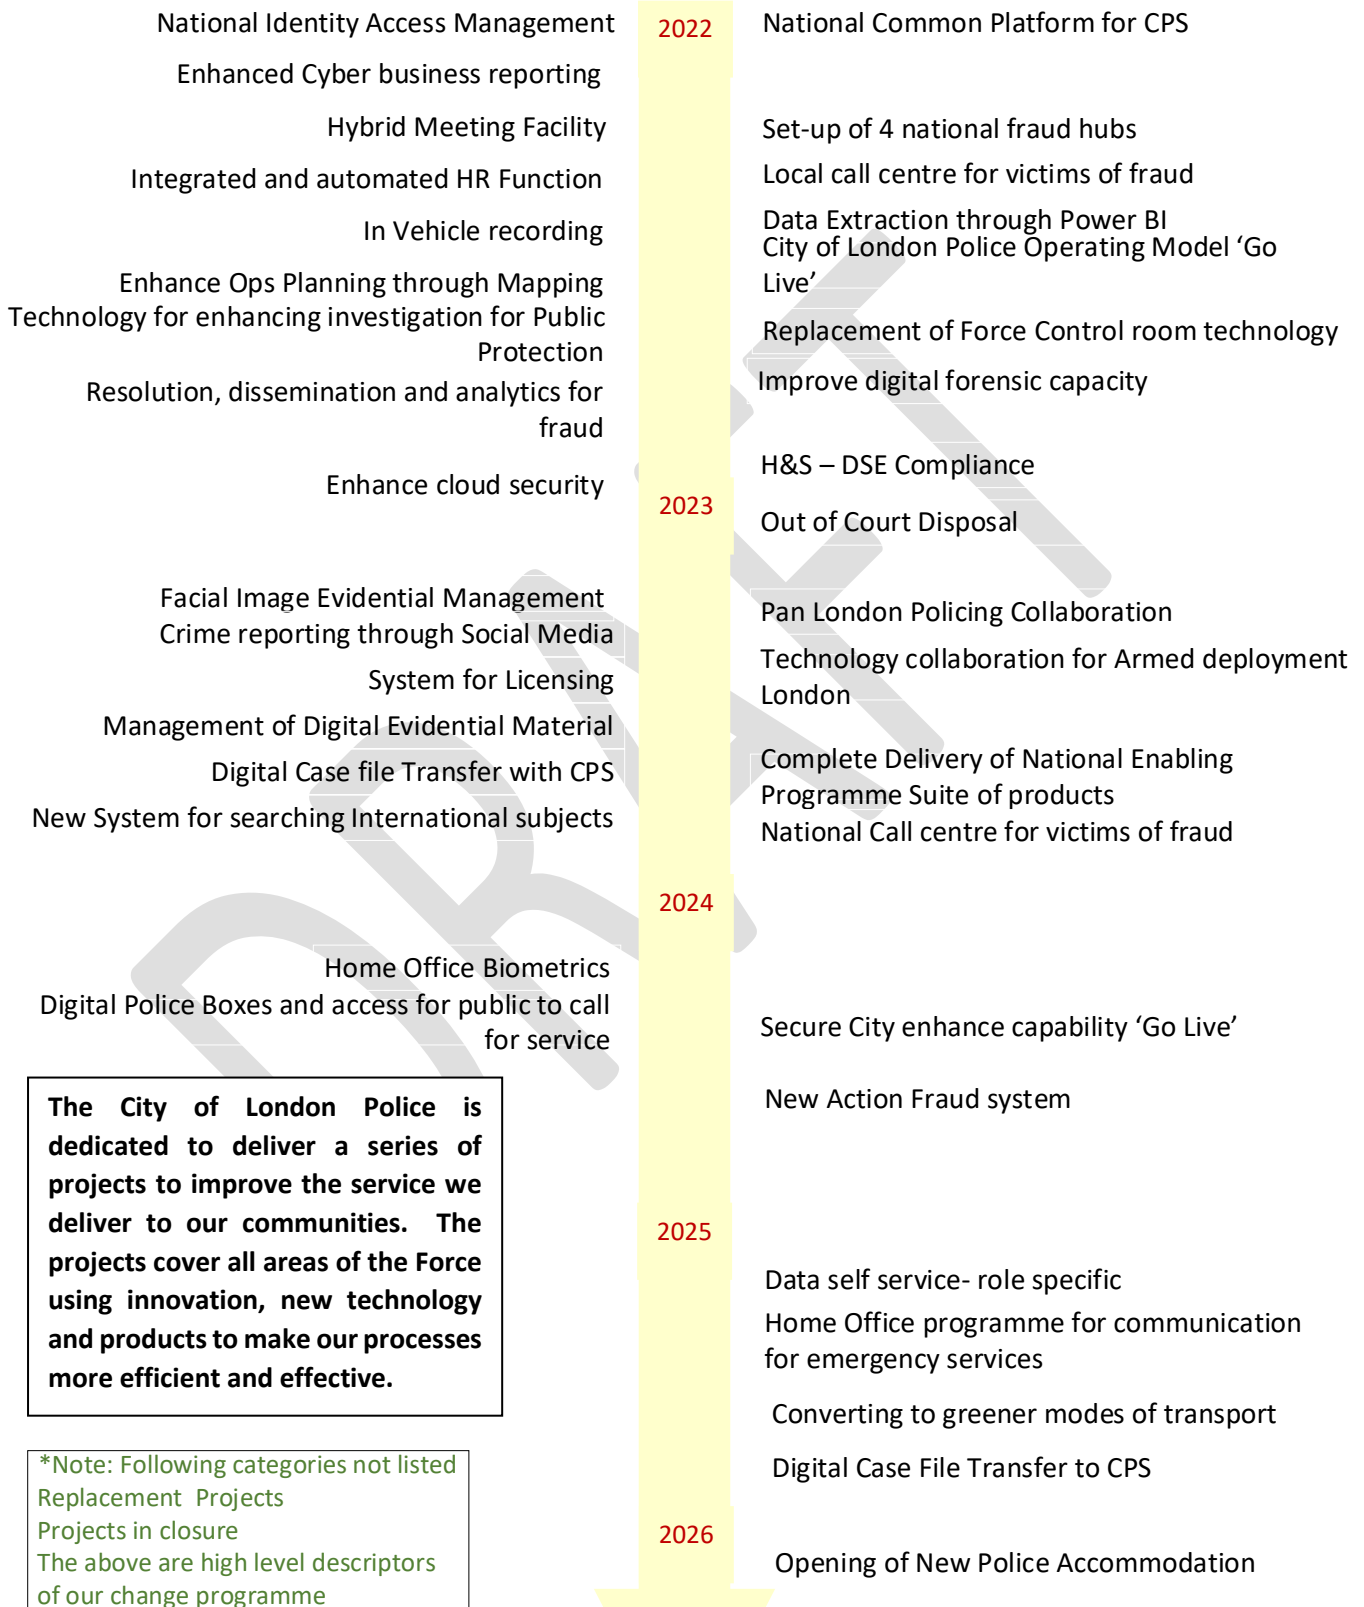 National Identity Access Management
2022
National Common Platform for CPS
Enhanced Cyber business reporting
Hybrid Meeting Facility
Set-up of 4 national fraud hubs
Integrated and automated HR Function
Local call centre for victims of fraud
In Vehicle recording
Data Extraction through Power BI
City of London Police Operating Model ‘Go
Live’
Enhance Ops Planning through Mapping
Technology for enhancing investigation for Public
Protection
Replacement of Force Control room technology
Resolution, dissemination and analytics for
fraud
Improve digital forensic capacity
Enhance cloud security
H&S – DSE Compliance
2023
Out of Court Disposal
Facial Image Evidential Management
Crime reporting through Social Media
Pan London Policing Collaboration
System for Licensing
Technology collaboration for Armed deployment
London
Management of Digital Evidential Material
Digital Case file Transfer with CPS
Complete Delivery of National Enabling
Programme Suite of products
New System for searching International subjects
National Call centre for victims of fraud
2024
Home Office Biometrics
Digital Police Boxes and access for public to call
for service
Secure City enhance capability ‘Go Live’
New Action Fraud system
The City of London Police is
dedicated to deliver a series of
projects to improve the service we
deliver to our communities. The
projects cover all areas of the Force
using innovation, new technology
and products to make our processes
more efficient and effective.
2025
Data self service- role specific
Home Office programme for communication
for emergency services
Converting to greener modes of transport
Digital Case File Transfer to CPS
*Note: Following categories not listed
Replacement Projects
Projects in closure
The above are high level descriptors
of our change programme
2026
Opening of New Police Accommodation
DRAFT